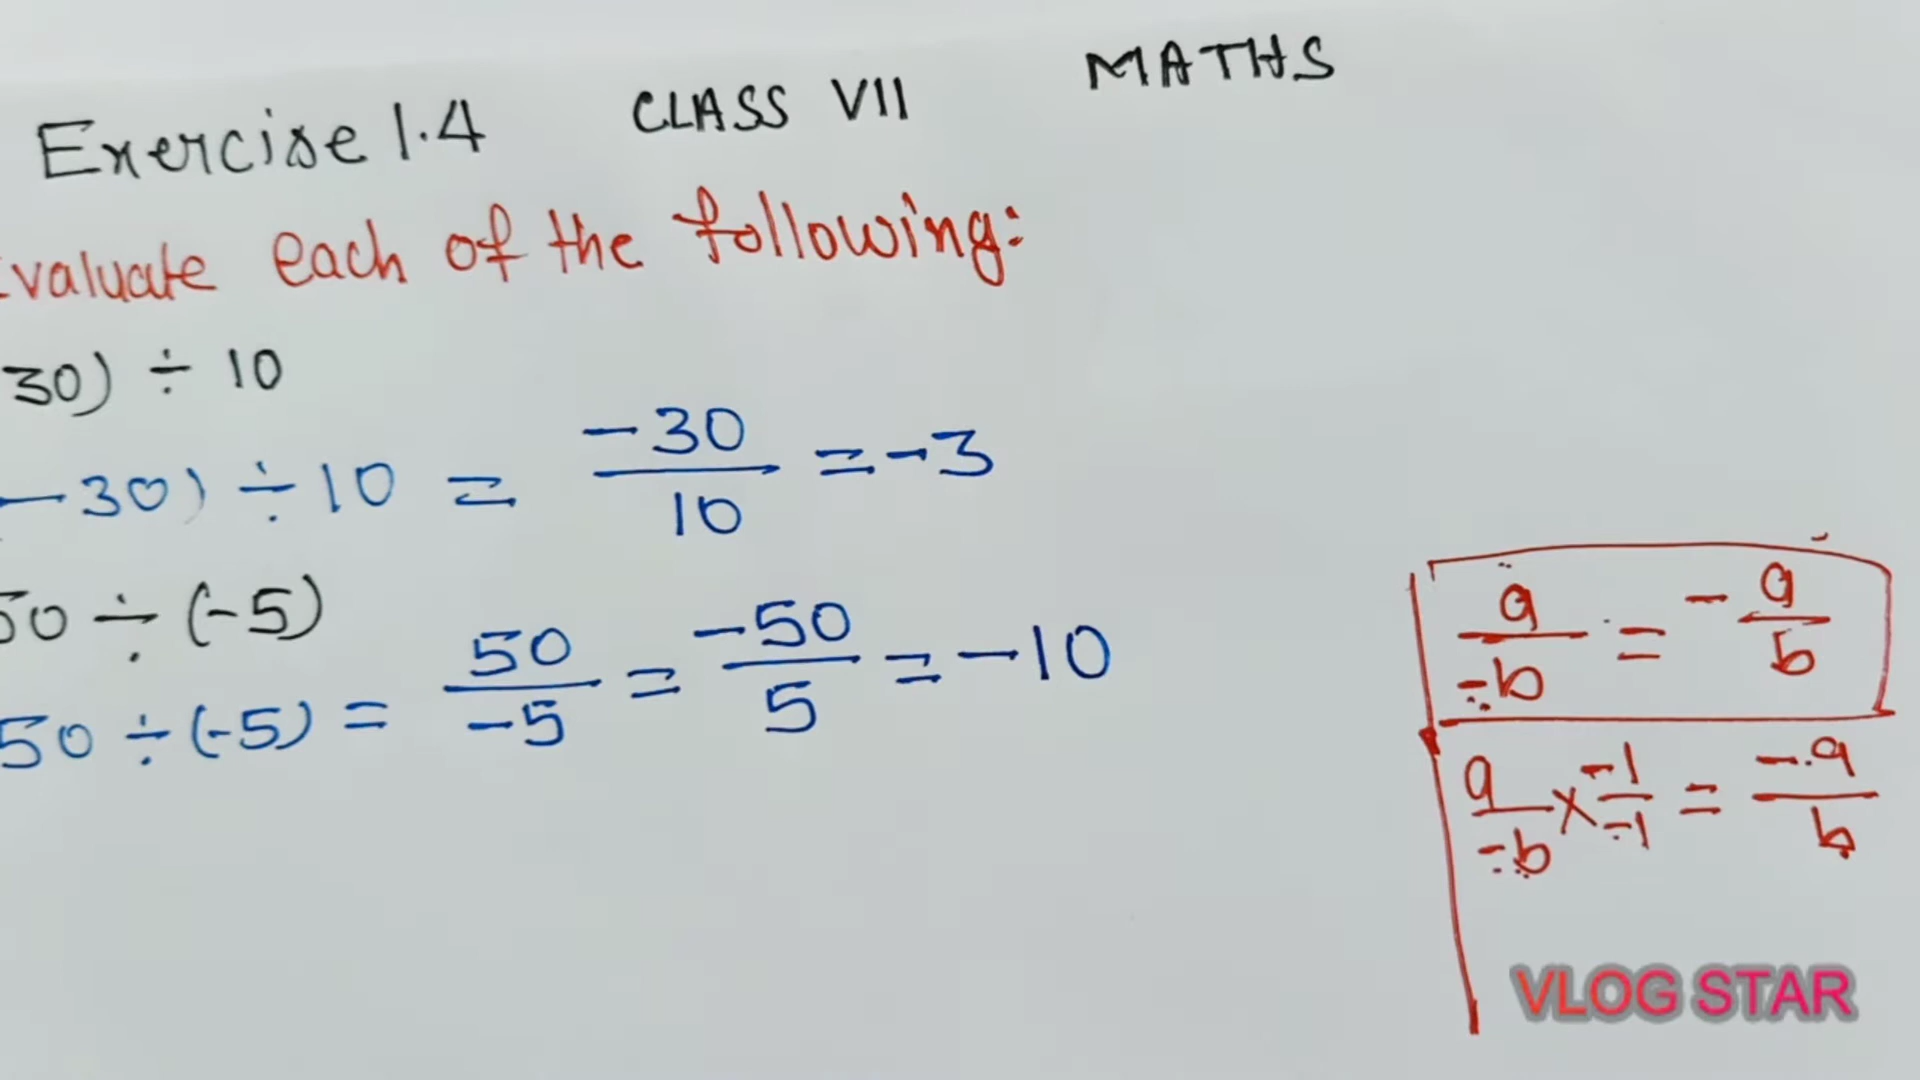 Exercise 1.4 CLASS VII MATHS
Evaluate each of the following:
30) ÷ 10
-30) ÷ 10 = -30/10 = -3
50 ÷ (-5)
50 ÷ (-5) = 50/-5 = -50/5 = -10
a/-b = -a/b
a/-b × -1/-1 = -a/b
VLOG STAR